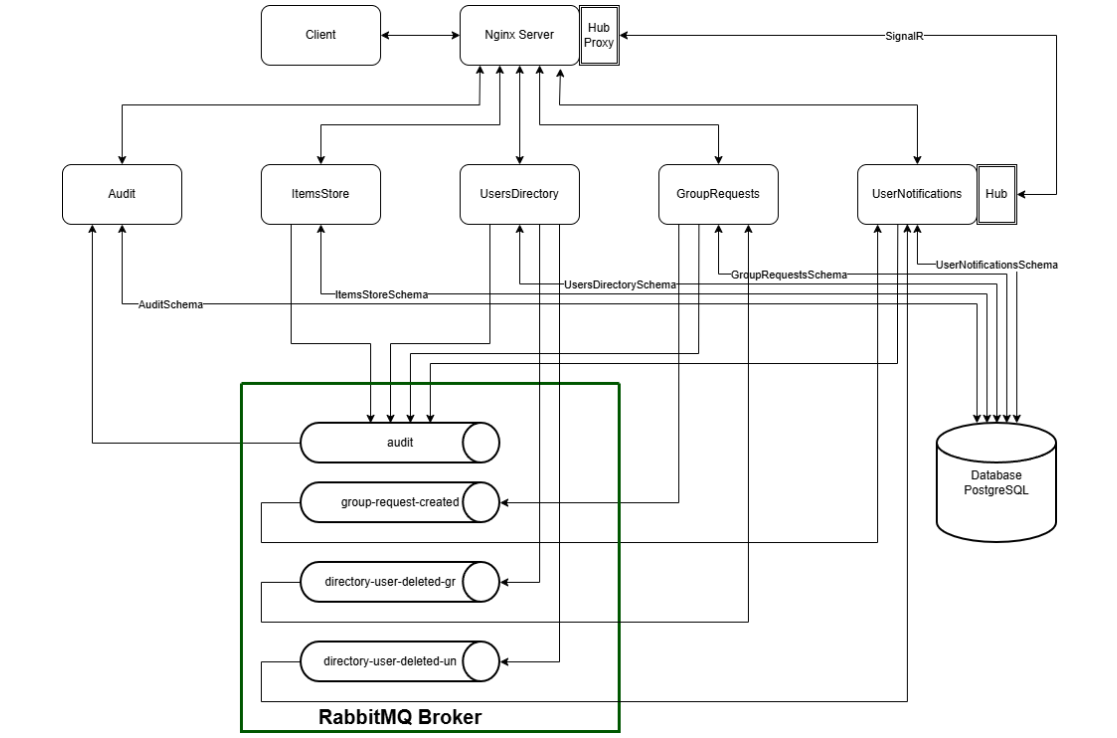 Client
Nginx Server
Hub
Proxy
SignalR
Audit
ItemsStore
UsersDirectory
GroupRequests
UserNotifications
Hub
UserNotificationsSchema
GroupRequestsSchema
UsersDirectorySchema
ItemsStoreSchema
AuditSchema
audit
group-request-created
directory-user-deleted-gr
directory-user-deleted-un
Database
PostgreSQL
RabbitMQ Broker